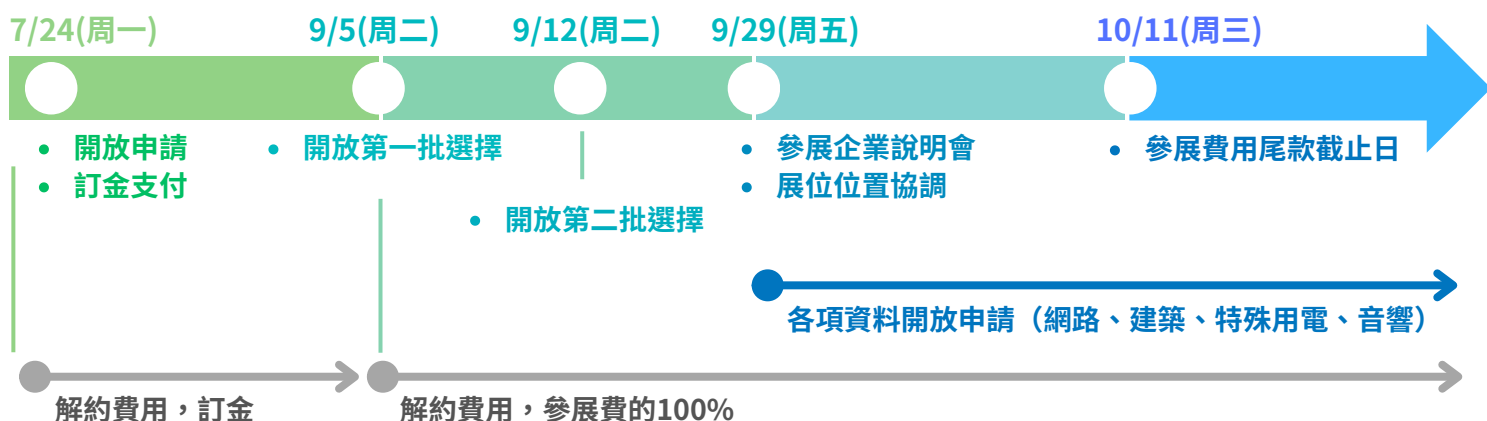 7/24(周一)
9/5(周二)
9/12(周二)
9/29(周五)
10/11(周三)
• 開放申請
• 訂金支付
• 開放第一批選擇
• 開放第二批選擇
• 參展企業說明會
• 展位位置協調
• 參展費用尾款截止日
各項資料開放申請（網路、建築、特殊用電、音響）
解約費用，訂金
解約費用，參展費的100%